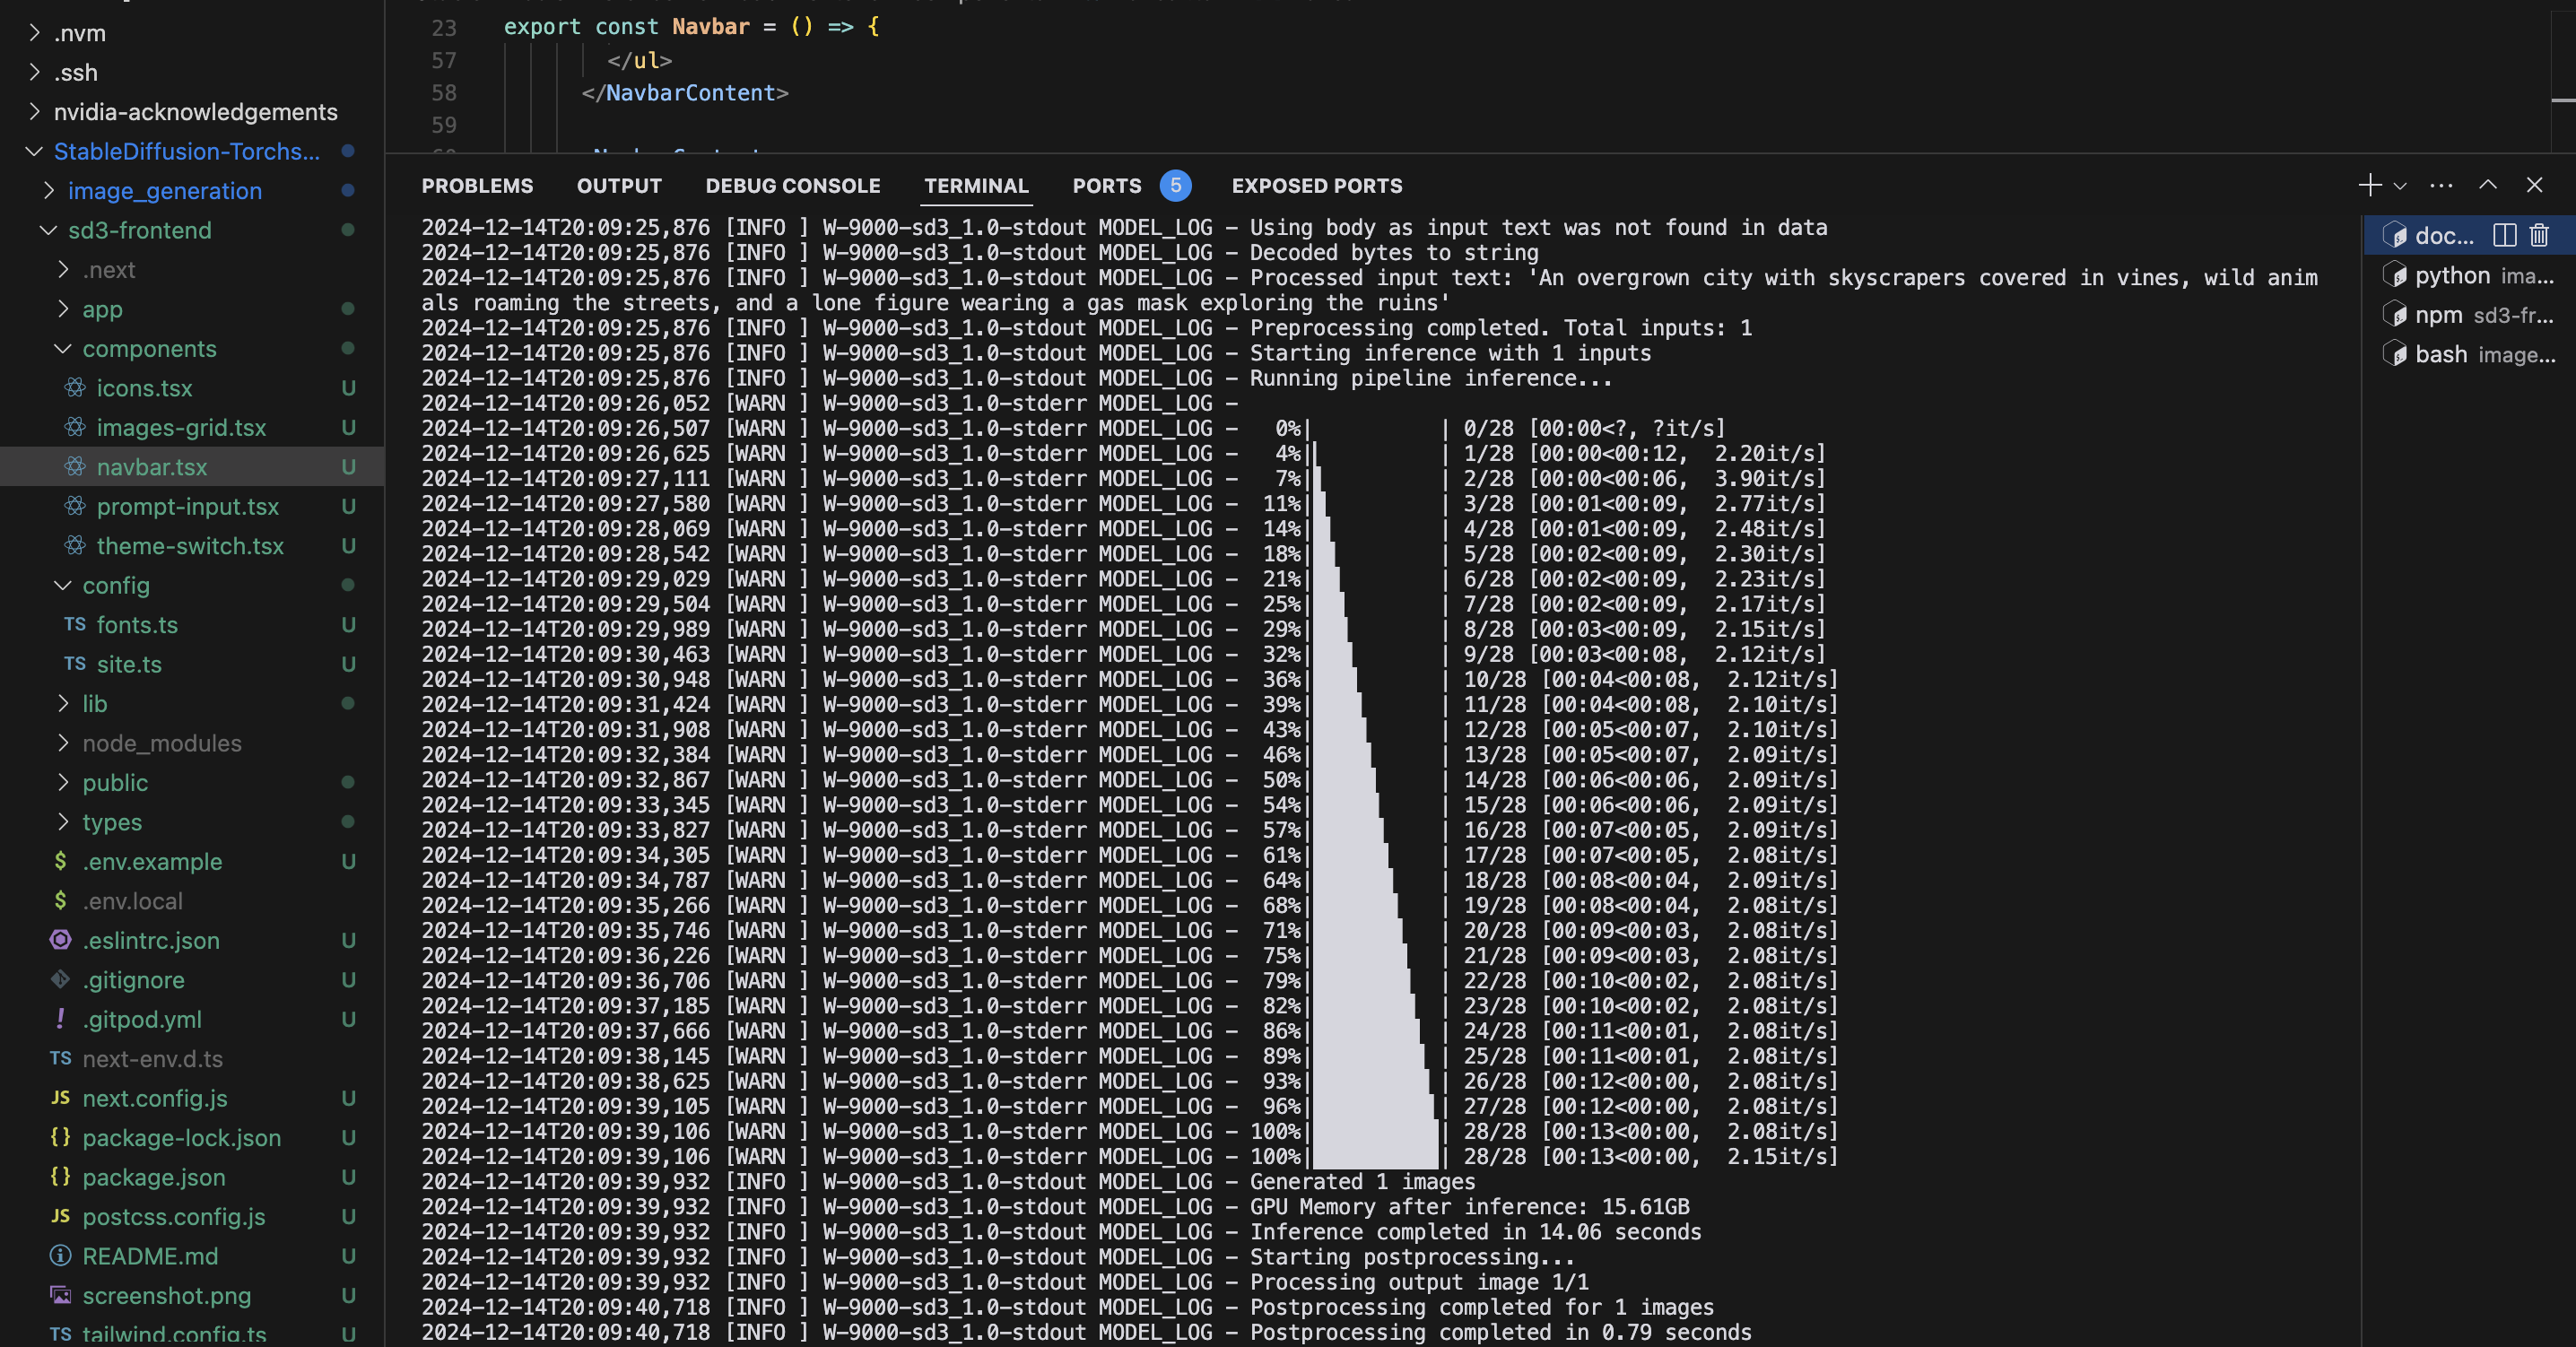 .nvm
.ssh
nvidia-acknowledgements
StableDiffusion-Torchs...
image_generation
sd3-frontend
.next
app
components
icons.tsx U
images-grid.tsx U
navbar.tsx U
prompt-input.tsx U
theme-switch.tsx U
config
TS fonts.ts U
TS site.ts U
lib
node_modules
public
types
$ .env.example U
$ .env.local
.eslintrc.json U
.gitignore U
! .gitpod.yml U
TS next-env.d.ts
JS next.config.js U
{} package-lock.json U
{} package.json U
JS postcss.config.js U
README.md U
screenshot.png U
TS tailwind.config.ts U
23 export const Navbar = () => {
57 </ul>
58 </NavbarContent>
59
PROBLEMS OUTPUT DEBUG CONSOLE TERMINAL PORTS 5 EXPOSED PORTS
2024-12-14T20:09:25,876 [INFO ] W-9000-sd3_1.0-stdout MODEL_LOG - Using body as input text was not found in data
2024-12-14T20:09:25,876 [INFO ] W-9000-sd3_1.0-stdout MODEL_LOG - Decoded bytes to string
2024-12-14T20:09:25,876 [INFO ] W-9000-sd3_1.0-stdout MODEL_LOG - Processed input text: 'An overgrown city with skyscrapers covered in vines, wild anim
als roaming the streets, and a lone figure wearing a gas mask exploring the ruins'
2024-12-14T20:09:25,876 [INFO ] W-9000-sd3_1.0-stdout MODEL_LOG - Preprocessing completed. Total inputs: 1
2024-12-14T20:09:25,876 [INFO ] W-9000-sd3_1.0-stdout MODEL_LOG - Starting inference with 1 inputs
2024-12-14T20:09:25,876 [INFO ] W-9000-sd3_1.0-stdout MODEL_LOG - Running pipeline inference...
2024-12-14T20:09:26,052 [WARN ] W-9000-sd3_1.0-stderr MODEL_LOG -
2024-12-14T20:09:26,507 [WARN ] W-9000-sd3_1.0-stderr MODEL_LOG - 0%| | 0/28 [00:00<?, ?it/s]
2024-12-14T20:09:26,625 [WARN ] W-9000-sd3_1.0-stderr MODEL_LOG - 4%| | 1/28 [00:00<00:12, 2.20it/s]
2024-12-14T20:09:27,111 [WARN ] W-9000-sd3_1.0-stderr MODEL_LOG - 7%| | 2/28 [00:00<00:06, 3.90it/s]
2024-12-14T20:09:27,580 [WARN ] W-9000-sd3_1.0-stderr MODEL_LOG - 11%| | 3/28 [00:01<00:09, 2.77it/s]
2024-12-14T20:09:28,069 [WARN ] W-9000-sd3_1.0-stderr MODEL_LOG - 14%| | 4/28 [00:01<00:09, 2.48it/s]
2024-12-14T20:09:28,542 [WARN ] W-9000-sd3_1.0-stderr MODEL_LOG - 18%| | 5/28 [00:02<00:09, 2.30it/s]
2024-12-14T20:09:29,029 [WARN ] W-9000-sd3_1.0-stderr MODEL_LOG - 21%| | 6/28 [00:02<00:09, 2.23it/s]
2024-12-14T20:09:29,504 [WARN ] W-9000-sd3_1.0-stderr MODEL_LOG - 25%| | 7/28 [00:02<00:09, 2.17it/s]
2024-12-14T20:09:29,989 [WARN ] W-9000-sd3_1.0-stderr MODEL_LOG - 29%| | 8/28 [00:03<00:09, 2.15it/s]
2024-12-14T20:09:30,463 [WARN ] W-9000-sd3_1.0-stderr MODEL_LOG - 32%| | 9/28 [00:03<00:08, 2.12it/s]
2024-12-14T20:09:30,948 [WARN ] W-9000-sd3_1.0-stderr MODEL_LOG - 36%| | 10/28 [00:04<00:08, 2.12it/s]
2024-12-14T20:09:31,424 [WARN ] W-9000-sd3_1.0-stderr MODEL_LOG - 39%| | 11/28 [00:04<00:08, 2.10it/s]
2024-12-14T20:09:31,908 [WARN ] W-9000-sd3_1.0-stderr MODEL_LOG - 43%| | 12/28 [00:05<00:07, 2.10it/s]
2024-12-14T20:09:32,384 [WARN ] W-9000-sd3_1.0-stderr MODEL_LOG - 46%| | 13/28 [00:05<00:07, 2.09it/s]
2024-12-14T20:09:32,867 [WARN ] W-9000-sd3_1.0-stderr MODEL_LOG - 50%| | 14/28 [00:06<00:06, 2.09it/s]
2024-12-14T20:09:33,345 [WARN ] W-9000-sd3_1.0-stderr MODEL_LOG - 54%| | 15/28 [00:06<00:06, 2.09it/s]
2024-12-14T20:09:33,827 [WARN ] W-9000-sd3_1.0-stderr MODEL_LOG - 57%| | 16/28 [00:07<00:05, 2.09it/s]
2024-12-14T20:09:34,305 [WARN ] W-9000-sd3_1.0-stderr MODEL_LOG - 61%| | 17/28 [00:07<00:05, 2.08it/s]
2024-12-14T20:09:34,787 [WARN ] W-9000-sd3_1.0-stderr MODEL_LOG - 64%| | 18/28 [00:08<00:04, 2.09it/s]
2024-12-14T20:09:35,266 [WARN ] W-9000-sd3_1.0-stderr MODEL_LOG - 68%| | 19/28 [00:08<00:04, 2.08it/s]
2024-12-14T20:09:35,746 [WARN ] W-9000-sd3_1.0-stderr MODEL_LOG - 71%| | 20/28 [00:09<00:03, 2.08it/s]
2024-12-14T20:09:36,226 [WARN ] W-9000-sd3_1.0-stderr MODEL_LOG - 75%| | 21/28 [00:09<00:03, 2.08it/s]
2024-12-14T20:09:36,706 [WARN ] W-9000-sd3_1.0-stderr MODEL_LOG - 79%| | 22/28 [00:10<00:02, 2.08it/s]
2024-12-14T20:09:37,185 [WARN ] W-9000-sd3_1.0-stderr MODEL_LOG - 82%| | 23/28 [00:10<00:02, 2.08it/s]
2024-12-14T20:09:37,666 [WARN ] W-9000-sd3_1.0-stderr MODEL_LOG - 86%| | 24/28 [00:11<00:01, 2.08it/s]
2024-12-14T20:09:38,145 [WARN ] W-9000-sd3_1.0-stderr MODEL_LOG - 89%| | 25/28 [00:11<00:01, 2.08it/s]
2024-12-14T20:09:38,625 [WARN ] W-9000-sd3_1.0-stderr MODEL_LOG - 93%| | 26/28 [00:12<00:00, 2.08it/s]
2024-12-14T20:09:39,105 [WARN ] W-9000-sd3_1.0-stderr MODEL_LOG - 96%| | 27/28 [00:12<00:00, 2.08it/s]
2024-12-14T20:09:39,106 [WARN ] W-9000-sd3_1.0-stderr MODEL_LOG - 100%| | 28/28 [00:13<00:00, 2.08it/s]
2024-12-14T20:09:39,106 [WARN ] W-9000-sd3_1.0-stderr MODEL_LOG - 100%| | 28/28 [00:13<00:00, 2.15it/s]
2024-12-14T20:09:39,932 [INFO ] W-9000-sd3_1.0-stdout MODEL_LOG - Generated 1 images
2024-12-14T20:09:39,932 [INFO ] W-9000-sd3_1.0-stdout MODEL_LOG - GPU Memory after inference: 15.61GB
2024-12-14T20:09:39,932 [INFO ] W-9000-sd3_1.0-stdout MODEL_LOG - Inference completed in 14.06 seconds
2024-12-14T20:09:39,932 [INFO ] W-9000-sd3_1.0-stdout MODEL_LOG - Starting postprocessing...
2024-12-14T20:09:39,932 [INFO ] W-9000-sd3_1.0-stdout MODEL_LOG - Processing output image 1/1
2024-12-14T20:09:40,718 [INFO ] W-9000-sd3_1.0-stdout MODEL_LOG - Postprocessing completed for 1 images
2024-12-14T20:09:40,718 [INFO ] W-9000-sd3_1.0-stdout MODEL_LOG - Postprocessing completed in 0.79 seconds
doc...
python ima...
npm sd3-fr...
bash image...